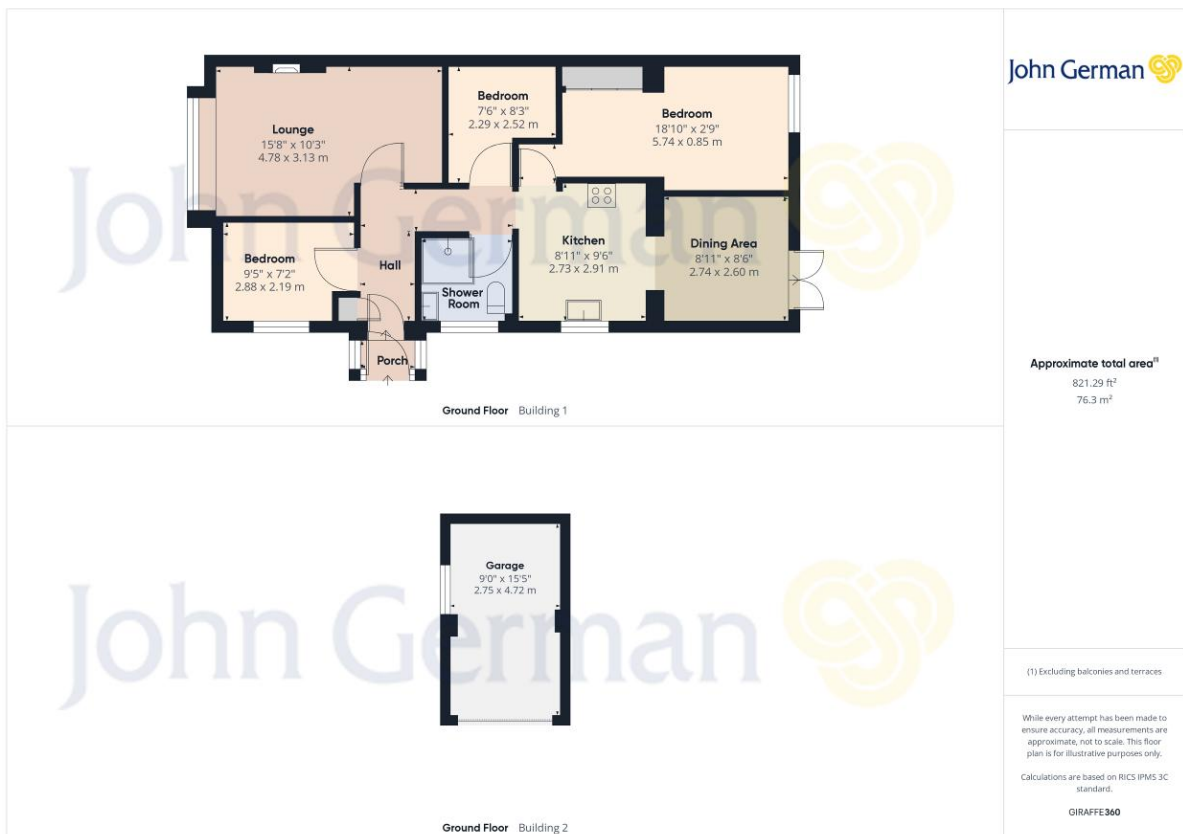 John German
Lounge
15'8" x 10'3"
4.78 x 3.13 m
Bedroom
7'6" x 8'3"
2.29 x 2.52 m
Bedroom
18'10" x 2'9"
5.74 x 0.85 m
Bedroom
9'5" x 7'2"
2.88 x 2.19 m
Hall
Shower
Room
Kitchen
8'11" x 9'6"
2.73 x 2.91 m
Dining Area
8'11" x 8'6"
2.74 x 2.60 m
Porch
John German
Ground Floor Building 1
Garage
9'0" x 15'5"
2.75 x 4.72 m
John German
Ground Floor Building 2
Approximate total area(1)
821.29 ft²
76.3 m²
(1) Excluding balconies and terraces
While every attempt has been made to
ensure accuracy, all measurements are
approximate, not to scale. This floor
plan is for illustrative purposes only.
Calculations are based on RICS IPMS 3C
standard.
GIRAFFE360